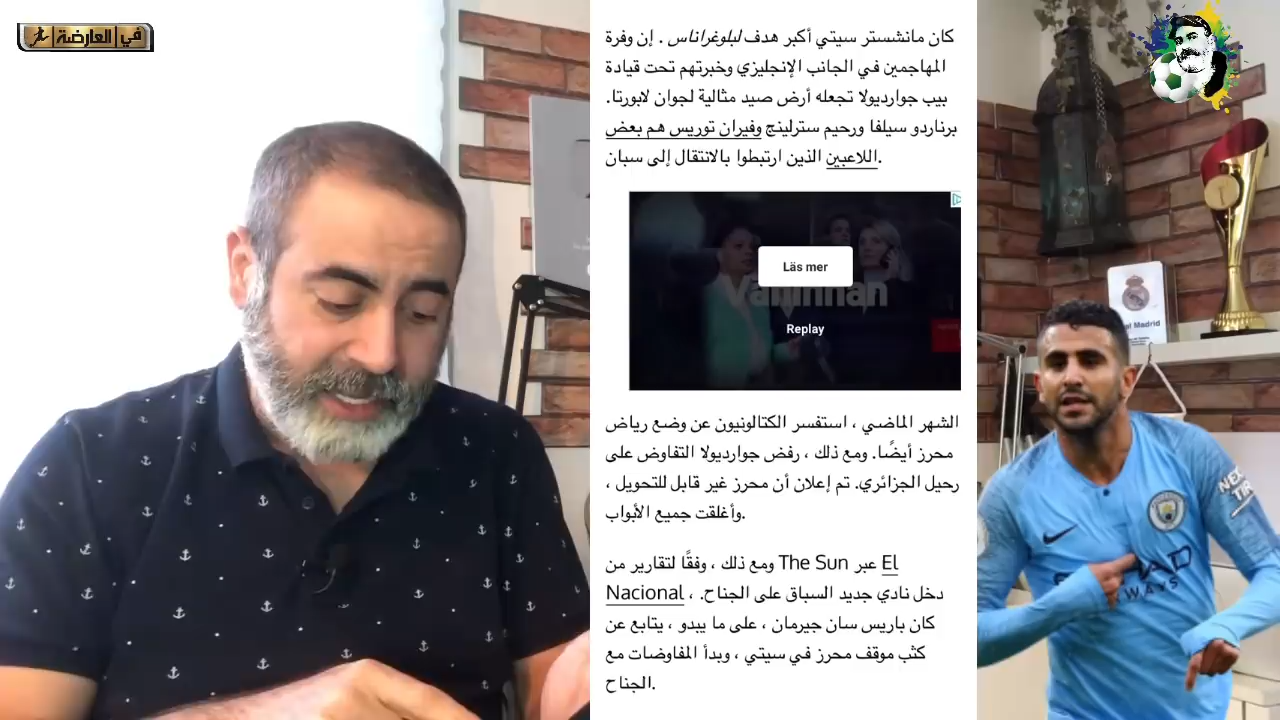 في العارضة
كان مانشستر سيتي أكبر هدف لبلوغراناس . إن وفرة
المهاجمين في الجانب الإنجليزي وخبرتهم تحت قيادة
بيب جوارديولا تجعله أرض صيد مثالية لجوان لابورتا.
برناردو سيلفا ورحيم سترلينج وفيران توريس هم بعض
اللاعبين الذين ارتبطوا بالانتقال إلى سبان.
Läs mer
Replay
الشهر الماضي ، استفسر الكتالونيون عن وضع رياض
محرز أيضًا. ومع ذلك ، رفض جوارديولا التفاوض على
رحيل الجزائري. تم إعلان أن محرز غير قابل للتحويل ،
وأغلقت جميع الأبواب.
ومع ذلك ، وفقًا لتقارير من The Sun عبر El
Nacional ، دخل نادي جديد السباق على الجناح.
كان باريس سان جيرمان ، على ما يبدو ، يتابع عن
كثب موقف محرز في سيتي ، وبدأ المفاوضات مع
الجناح.
al Madrid